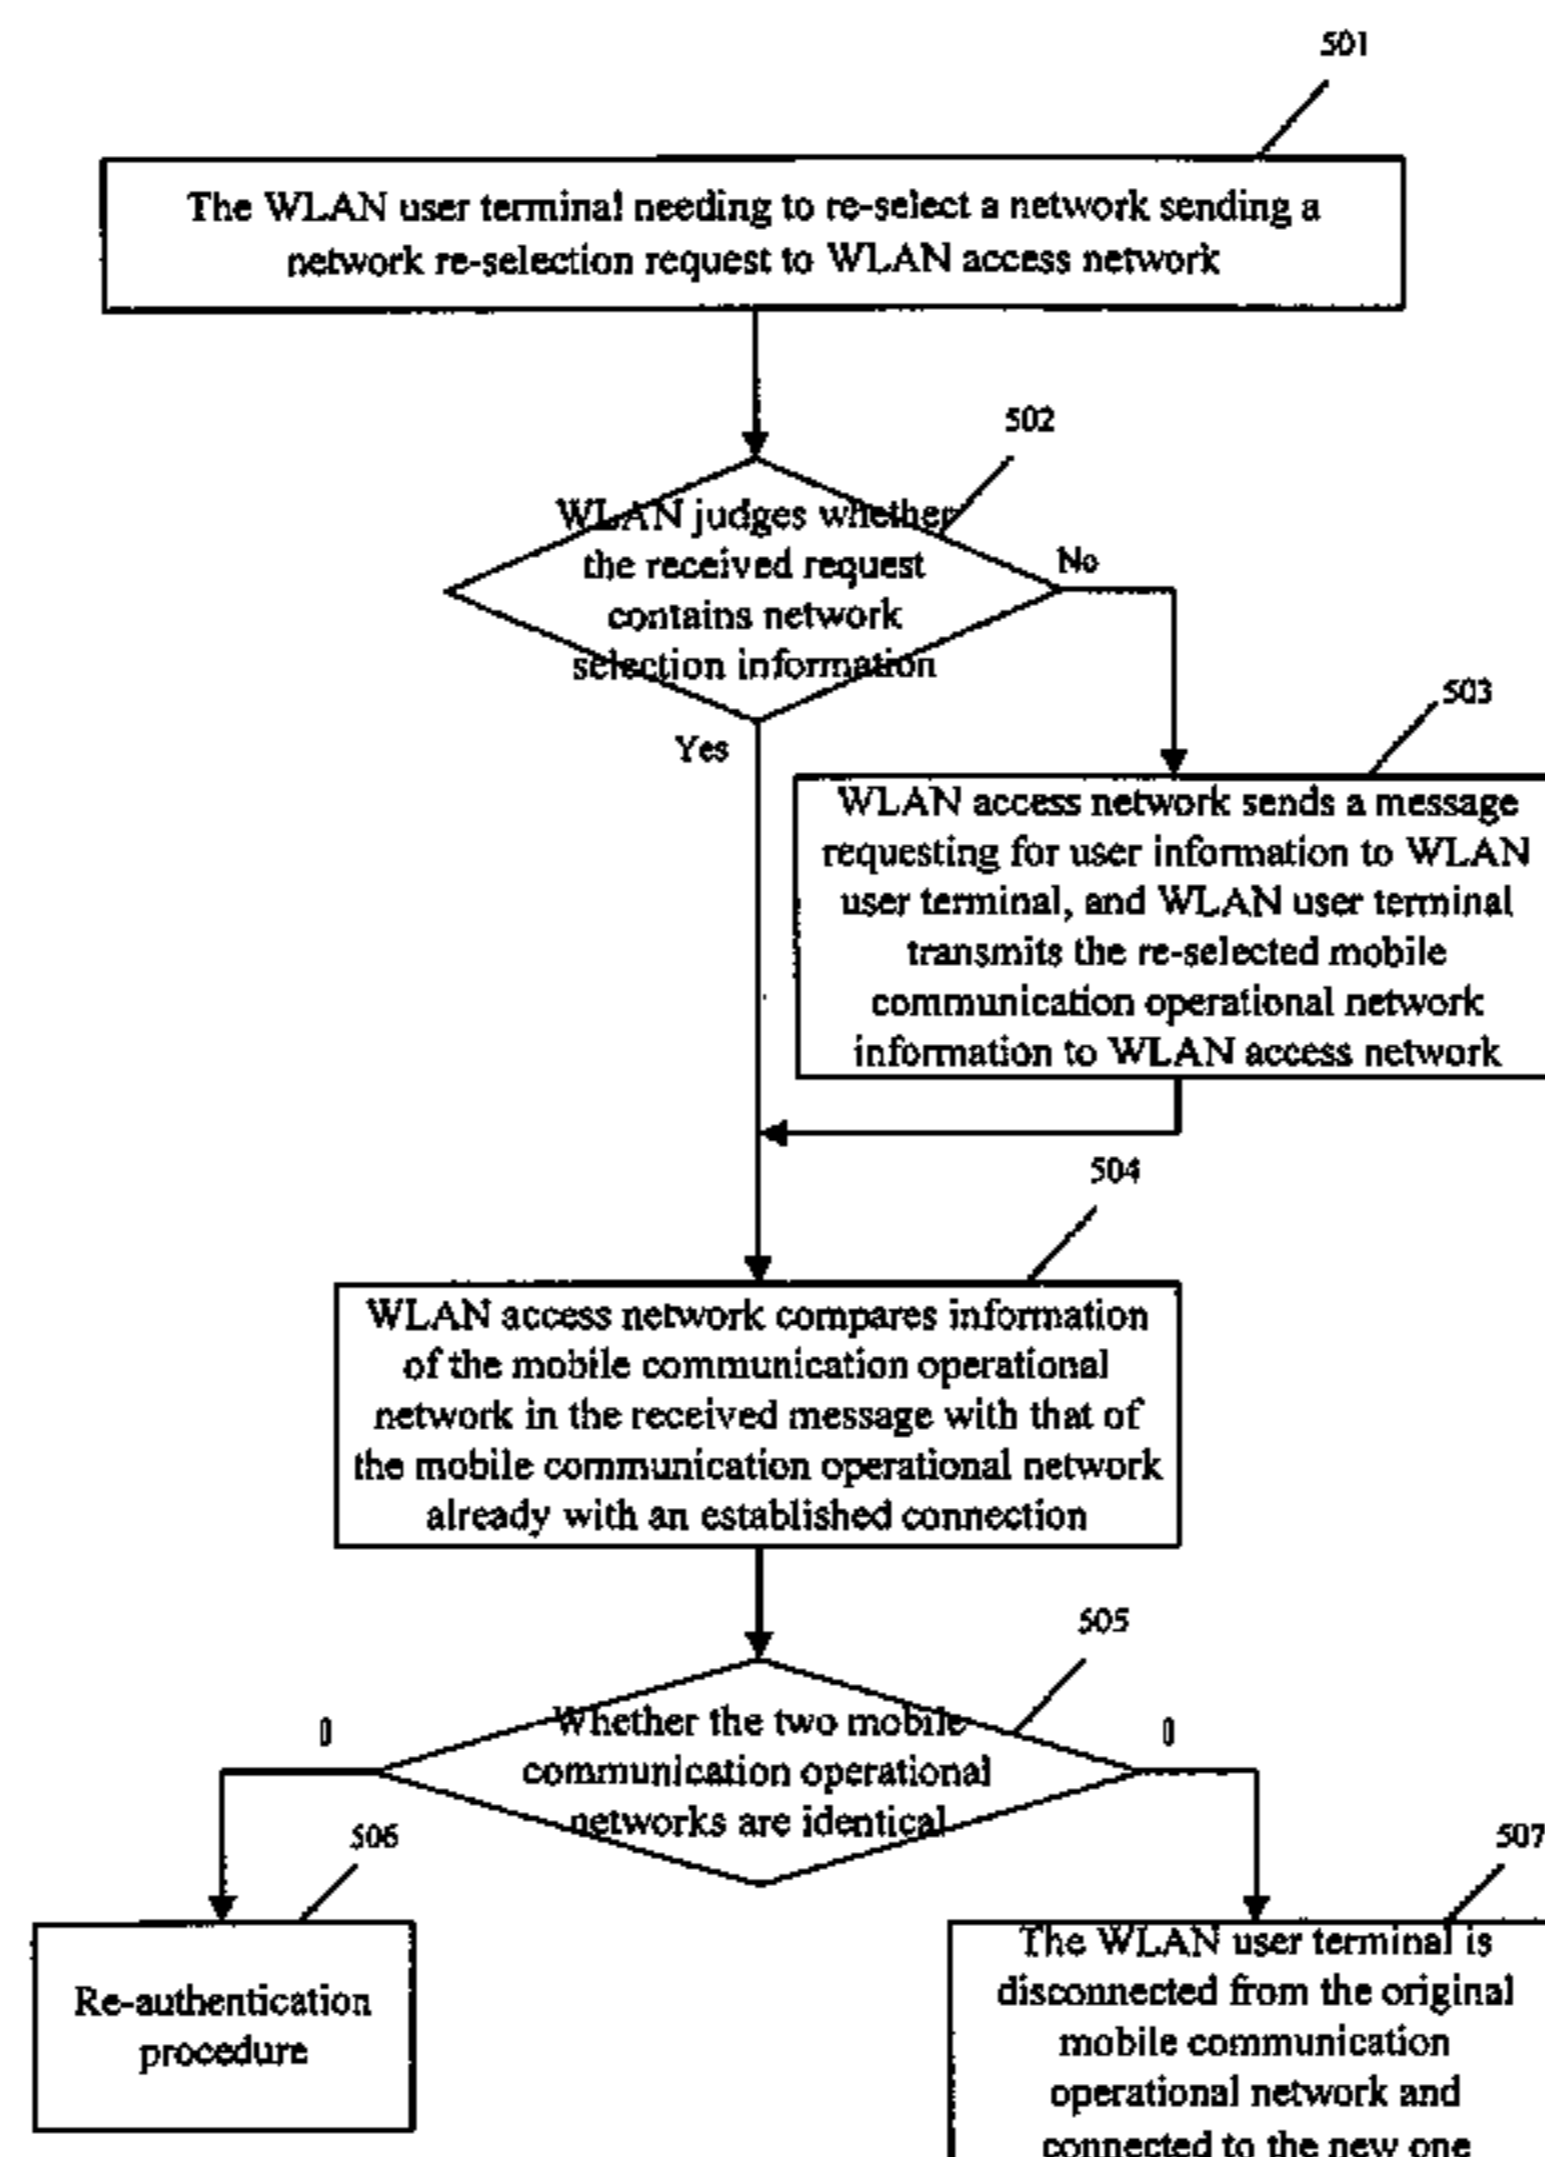 501
The WLAN user terminal needing to re-select a network sending a
network re-selection request to WLAN access network
502
WLAN judges whether
the received request
contains network
selection information
No
Yes
503
WLAN access network sends a message
requesting for user information to WLAN
user terminal, and WLAN user terminal
transmits the re-selected mobile
communication operational network
information to WLAN access network
504
WLAN access network compares information
of the mobile communication operational
network in the received message with that of
the mobile communication operational network
already with an established connection
505
Whether the two mobile
communication operational
networks are identical
506
507
Re-authentication
procedure
The WLAN user terminal is
disconnected from the original
mobile communication
operational network and
connected to the new one